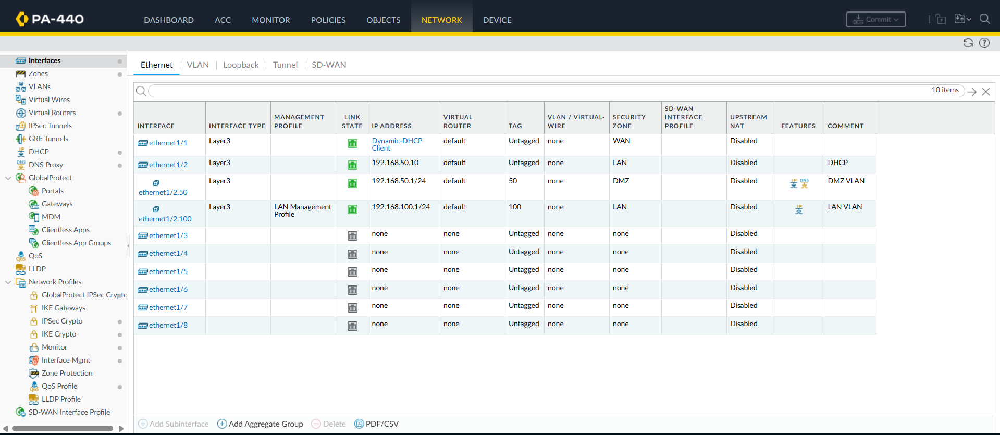 PA-440
DASHBOARD ACC MONITOR POLICIES OBJECTS NETWORK DEVICE
Commit
Interfaces
Zones
VLANs
Virtual Wires
Virtual Routers
IPSec Tunnels
GRE Tunnels
DHCP
DNS Proxy
GlobalProtect
Portals
Gateways
MDM
Clientless Apps
Clientless App Groups
QoS
LLDP
Network Profiles
GlobalProtect IPSec Crypto
IKE Gateways
IPSec Crypto
IKE Crypto
Monitor
Interface Mgmt
Zone Protection
QoS Profile
LLDP Profile
SD-WAN Interface Profile
Ethernet VLAN Loopback Tunnel SD-WAN
10 items
INTERFACE INTERFACE TYPE MANAGEMENT PROFILE LINK STATE IP ADDRESS VIRTUAL ROUTER TAG VLAN / VIRTUAL-WIRE SECURITY ZONE SD-WAN INTERFACE PROFILE UPSTREAM NAT FEATURES COMMENT
ethernet1/1 Layer3 Dynamic-DHCP Client default Untagged none WAN Disabled
ethernet1/2 Layer3 192.168.50.10 default Untagged none LAN Disabled DHCP
ethernet1/2.50 Layer3 192.168.50.1/24 default 50 none DMZ Disabled IP DNS DMZ VLAN
ethernet1/2.100 Layer3 LAN Management Profile 192.168.100.1/24 default 100 none LAN Disabled IP LAN VLAN
ethernet1/3 none none Untagged none none Disabled
ethernet1/4 none none Untagged none none Disabled
ethernet1/5 none none Untagged none none Disabled
ethernet1/6 none none Untagged none none Disabled
ethernet1/7 none none Untagged none none Disabled
ethernet1/8 none none Untagged none none Disabled
Add Subinterface Add Aggregate Group Delete PDF/CSV